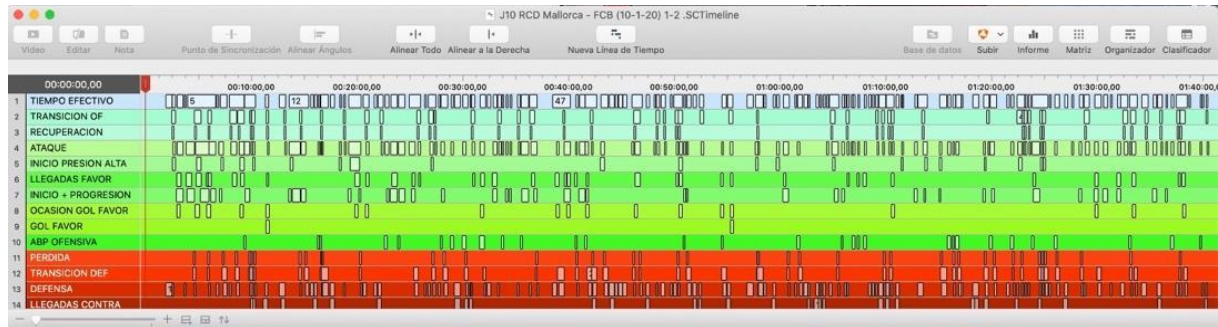 J10 RCD Mallorca - FCB (10-1-20) 1-2 .SCTimeline
Vídeo Editar Nota Punto de Sincronización Alinear Ángulos Alinear Todo Alinear a la Derecha Nueva Línea de Tiempo Base de datos Subir Informe Matriz Organizador Clasificador
00:00:00,00 00:10:00,00 00:20:00,00 00:30:00,00 00:40:00,00 00:50:00,00 01:00:00,00 01:10:00,00 01:20:00,00 01:30:00,00 01:40:00,0
1 TIEMPO EFECTIVO 5 12 47
2 TRANSICION OF
3 RECUPERACION
4 ATAQUE
5 INICIO PRESION ALTA
6 LLEGADAS FAVOR
7 INICIO + PROGRESION
8 OCASION GOL FAVOR
9 GOL FAVOR
10 ABP OFENSIVA
11 PERDIDA
12 TRANSICION DEF
13 DEFENSA
14 LLEGADAS CONTRA